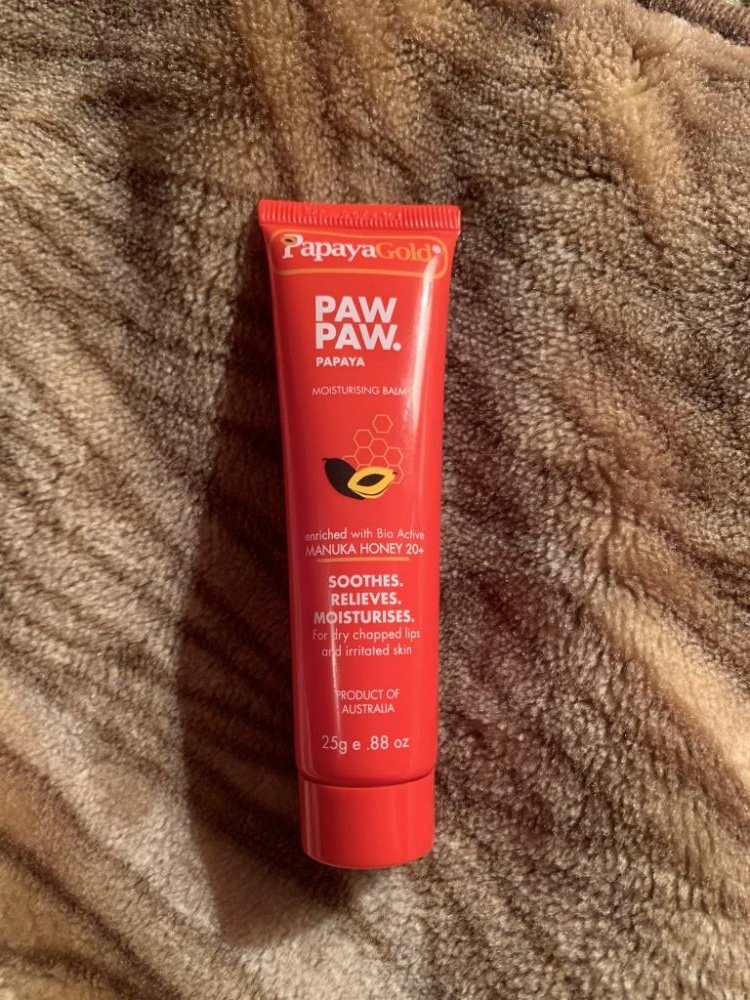 PapayaGold®
PAW
PAW.
PAPAYA
MOISTURISING BALM
enriched with Bio Active
MANUKA HONEY 20+
SOOTHES.
RELIEVES.
MOISTURISES.
For dry chapped lips
and irritated skin
PRODUCT OF
AUSTRALIA
25g e .88 oz